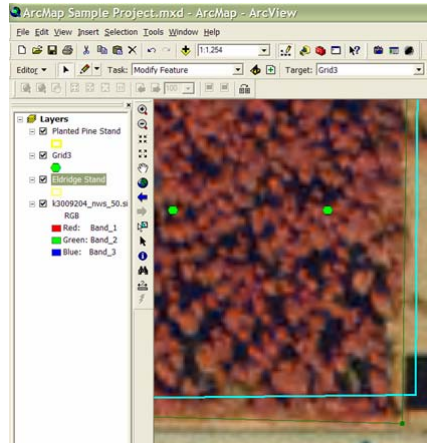 ArcMap Sample Project.mxd - ArcMap - ArcView
File Edit View Insert Selection Tools Window Help
1:1,254
Editor Task: Modify Feature Target: Grid3
100
Layers
Planted Pine Stand
Grid3
Eldridge Stand
k3009204_nws_50.si
RGB
Red: Band_1
Green: Band_2
Blue: Band_3